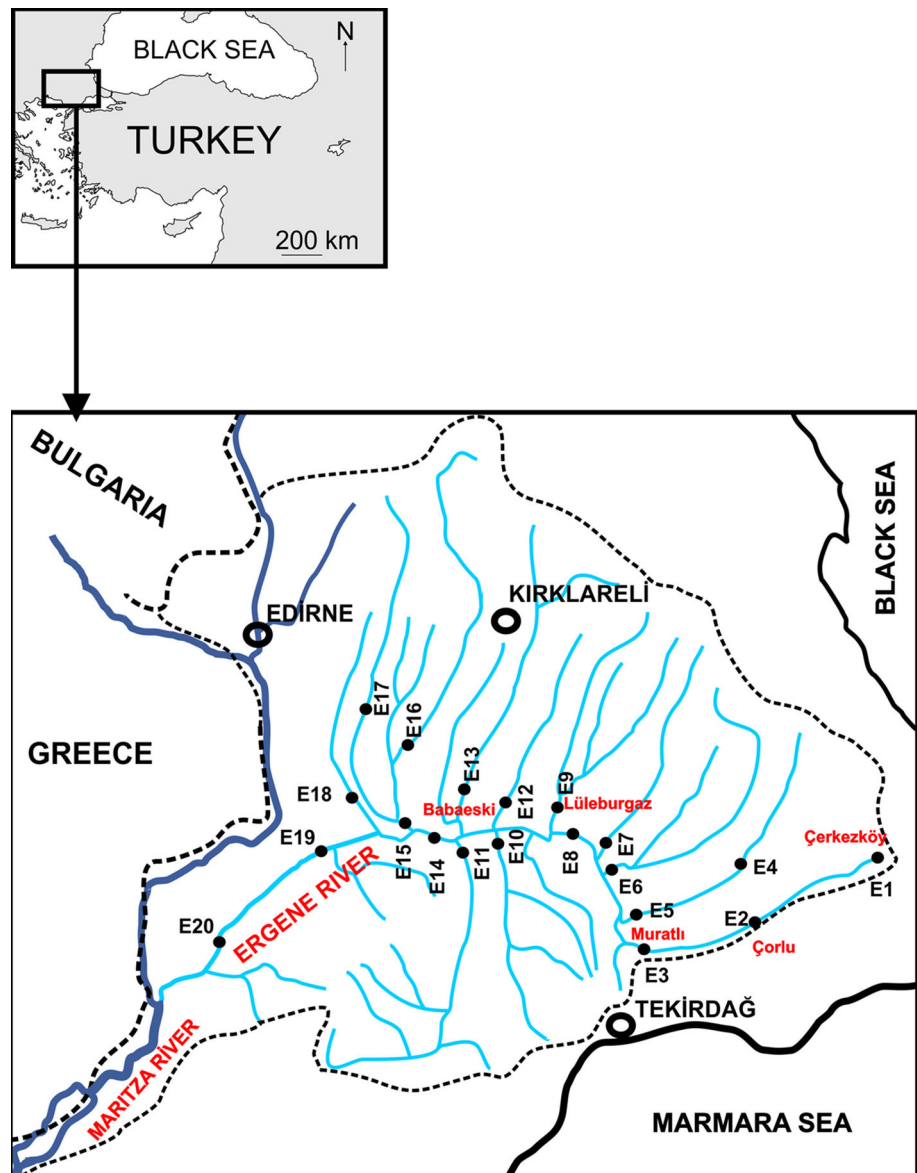 BLACK SEA
N
TURKEY
200 km
BULGARIA
BLACK SEA
KIRKLARELİ
EDİRNE
E17
E16
GREECE
E13
E9
E18
Babaeski
E12
Lüleburgaz
Çerkezköy
E19
E15
E14
E11
E10
E8
E7
E6
E4
E1
ERGENE RIVER
E20
E5
E2
Muratlı
Çorlu
E3
TEKİRDAĞ
MARITZA RİVER
MARMARA SEA